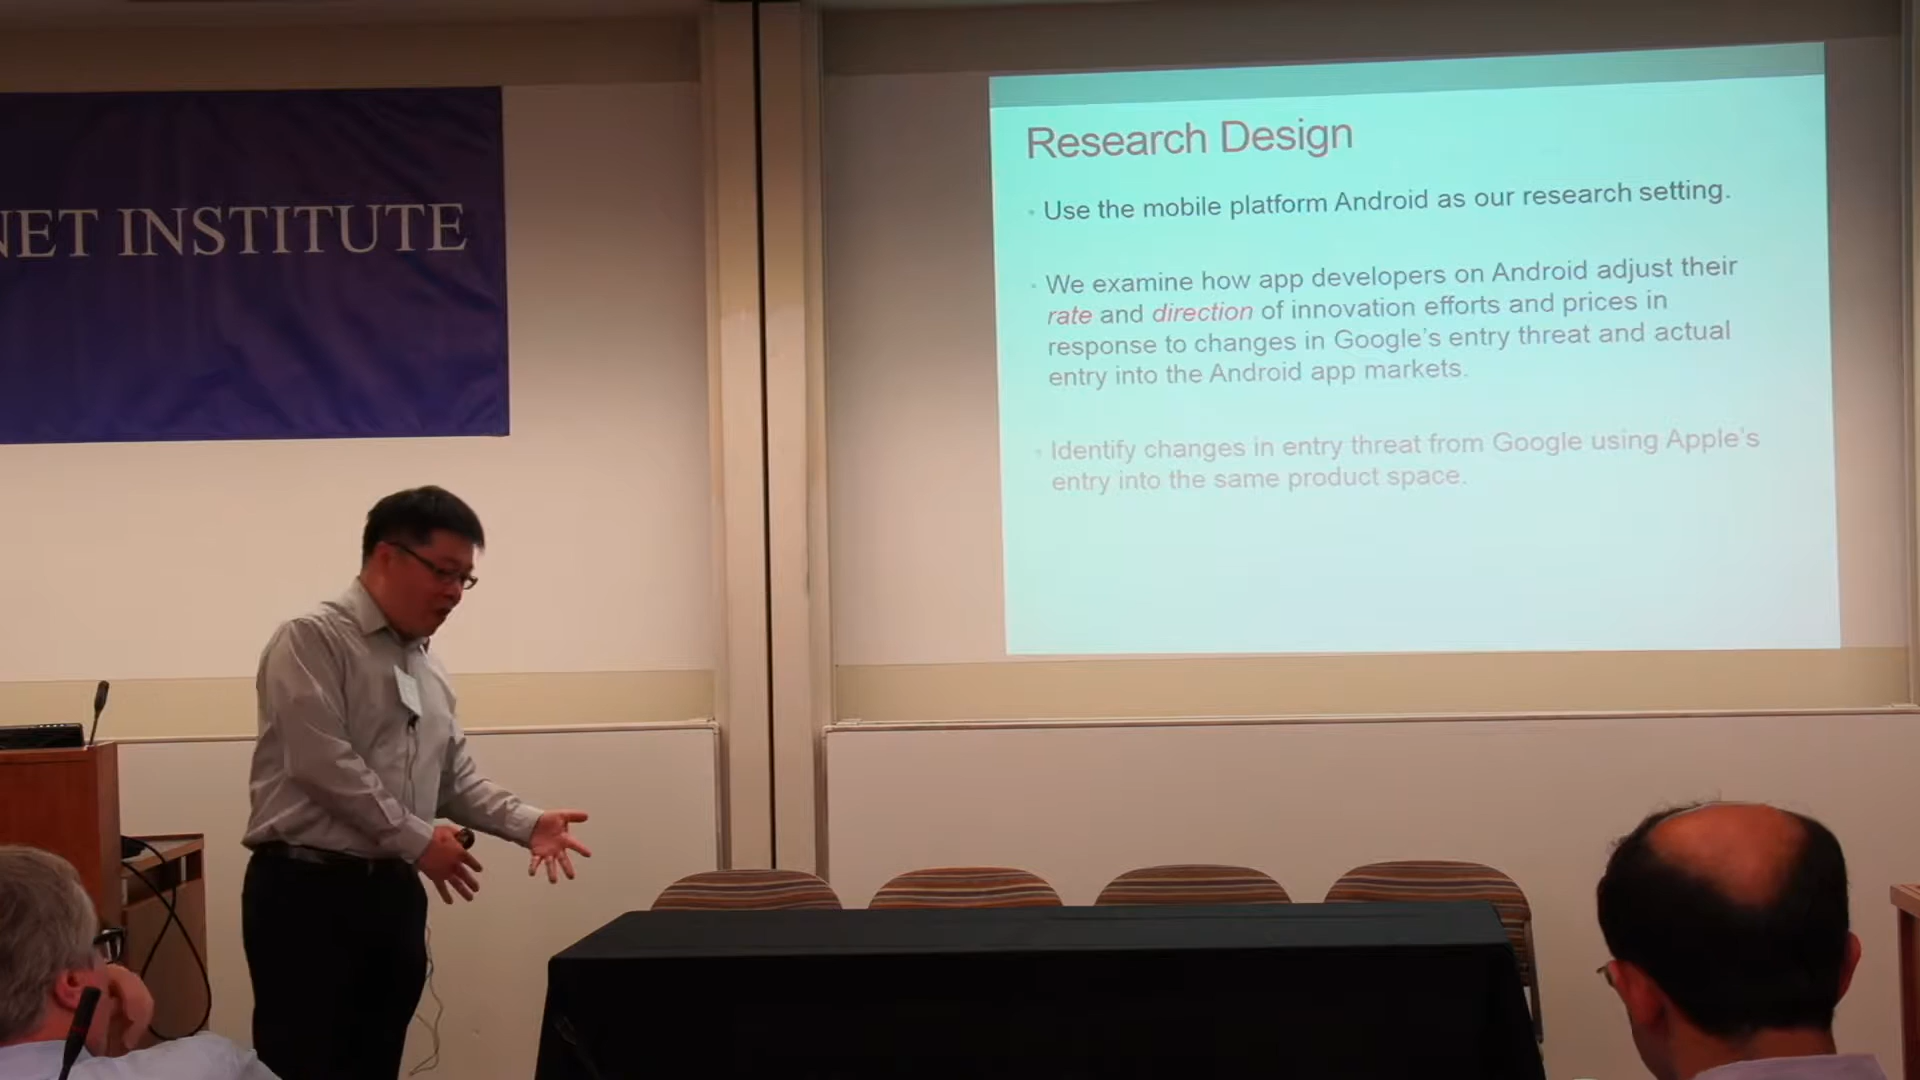 NET INSTITUTE
Research Design
Use the mobile platform Android as our research setting.
We examine how app developers on Android adjust their
rate and direction of innovation efforts and prices in
response to changes in Google's entry threat and actual
entry into the Android app markets.
Identify changes in entry threat from Google using Apple's
entry into the same product space.